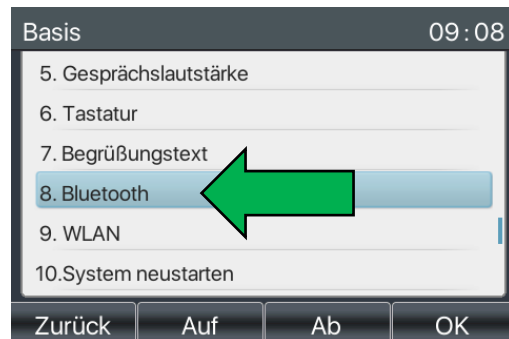 Basis 09:08
5. Gesprächslautstärke
6. Tastatur
7. Begrüßungstext
8. Bluetooth
9. WLAN
10.System neustarten
Zurück Auf Ab OK